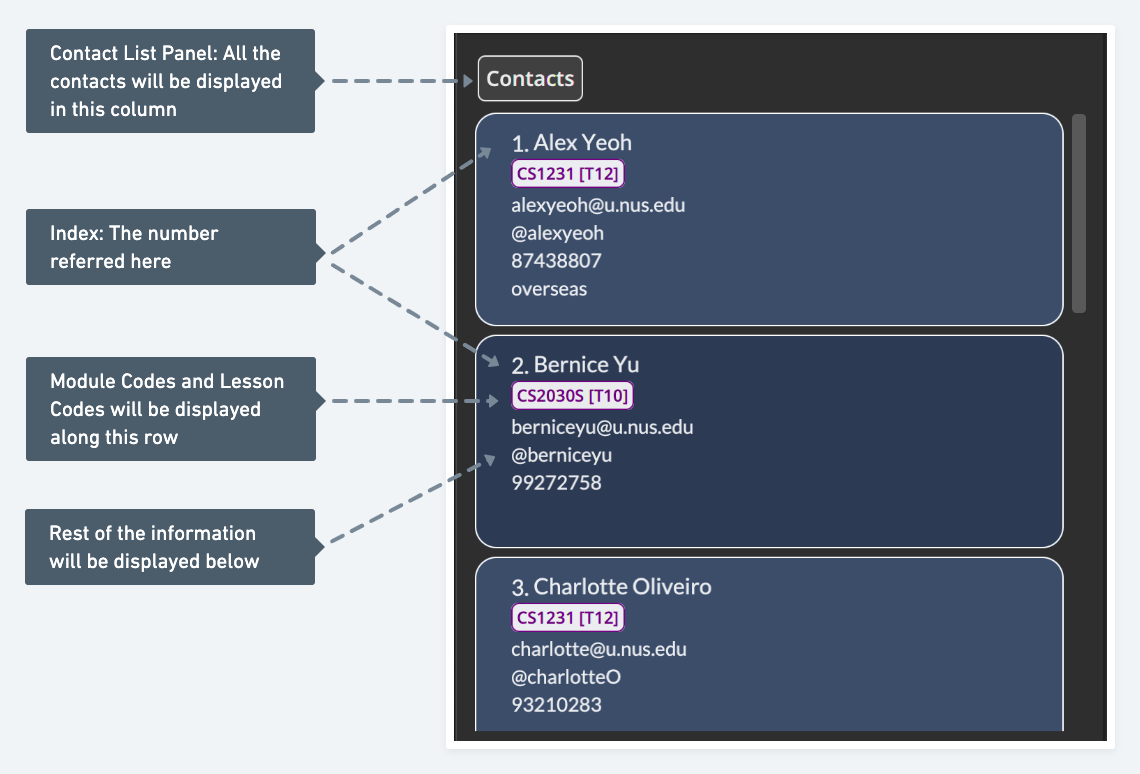 Contact List Panel: All the
contacts will be displayed
in this column
Index: The number
referred here
Module Codes and Lesson
Codes will be displayed
along this row
Rest of the information
will be displayed below
Contacts
1. Alex Yeoh
CS1231 [T12]
alexyeoh@u.nus.edu
@alexyeoh
87438807
overseas
2. Bernice Yu
CS2030S [T10]
berniceyu@u.nus.edu
@berniceyu
99272758
3. Charlotte Oliveiro
CS1231 [T12]
charlotte@u.nus.edu
@charlotteO
93210283